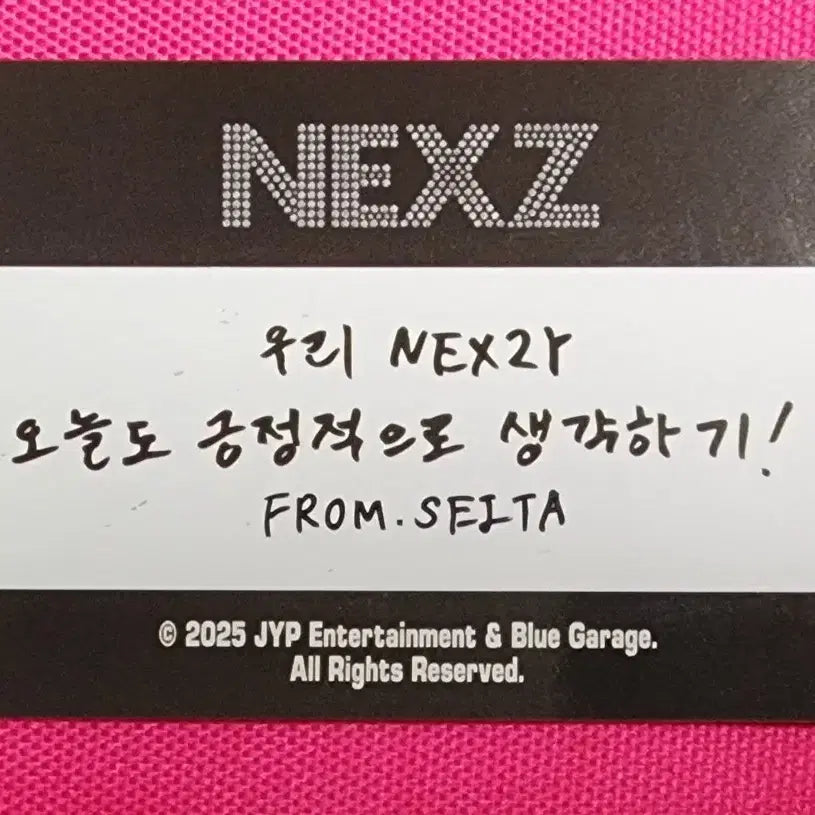 NEXZ
우리 NEX2ㅏ
오늘도 긍정적으로 생각하기!
FROM. SEITA
© 2025 JYP Entertainment & Blue Garage.
All Rights Reserved.